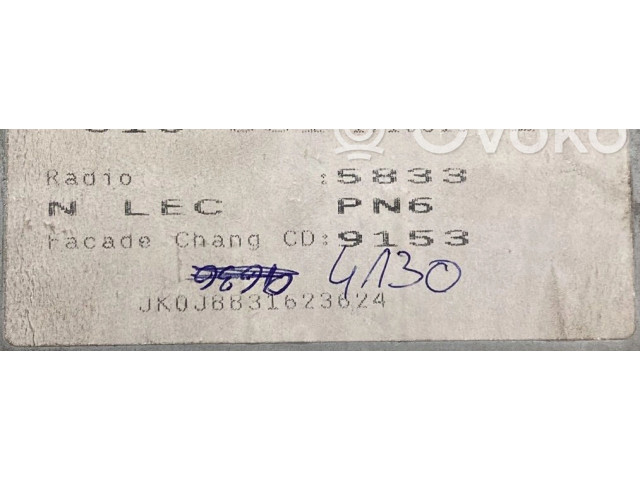 Ovoko
Radio :5833
N LEC PN6
Facade Chang CD:9153
4130
JK0J8831623624